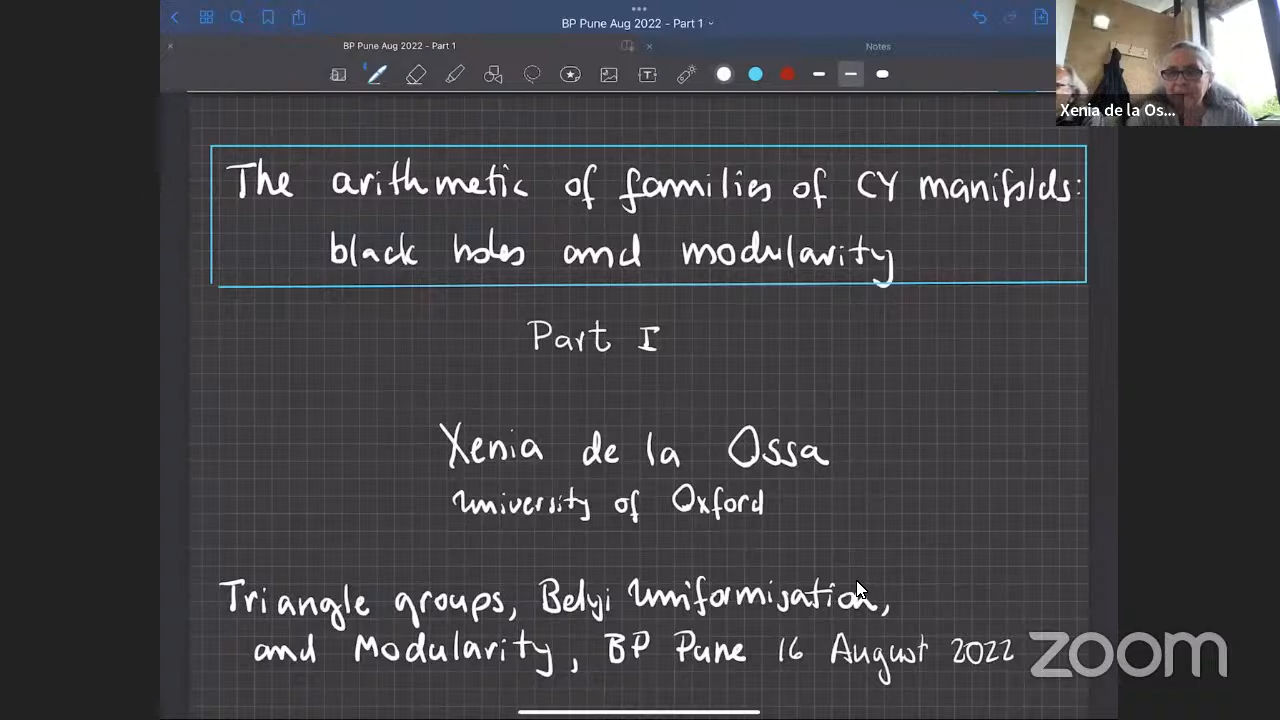 BP Pune Aug 2022 - Part 1
BP Pune Aug 2022 - Part 1
Notes
Xenia de la Os...
The arithmetic of families of CY manifolds:
black holes and modularity
Part I
Xenia de la Ossa
University of Oxford
Triangle groups, Belyi Uniformisation,
and Modularity, BP Pune 16 August 2022
zoom